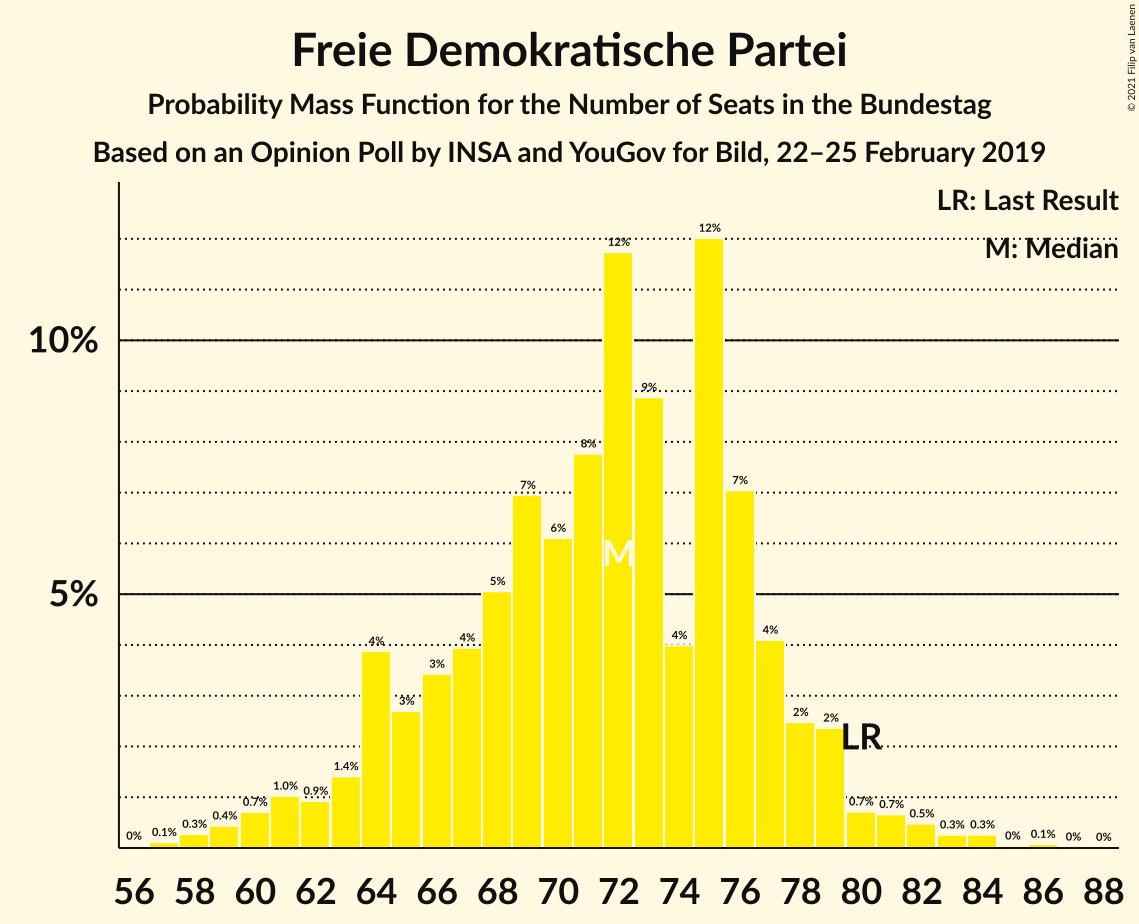 Freie Demokratische Partei
Probability Mass Function for the Number of Seats in the Bundestag
Based on an Opinion Poll by INSA and YouGov for Bild, 22–25 February 2019
© 2021 Filip van Laenen
LR: Last Result
M: Median
10%
5%
0% 0.1% 0.3% 0.4% 0.7% 1.0% 0.9% 1.4% 4% 3% 3% 4% 5% 7% 6% 8% 12% 9% 4% 12% 7% 4% 2% 2% 0.7% 0.7% 0.5% 0.3% 0.3% 0% 0.1% 0% 0%
M
LR
56 58 60 62 64 66 68 70 72 74 76 78 80 82 84 86 88